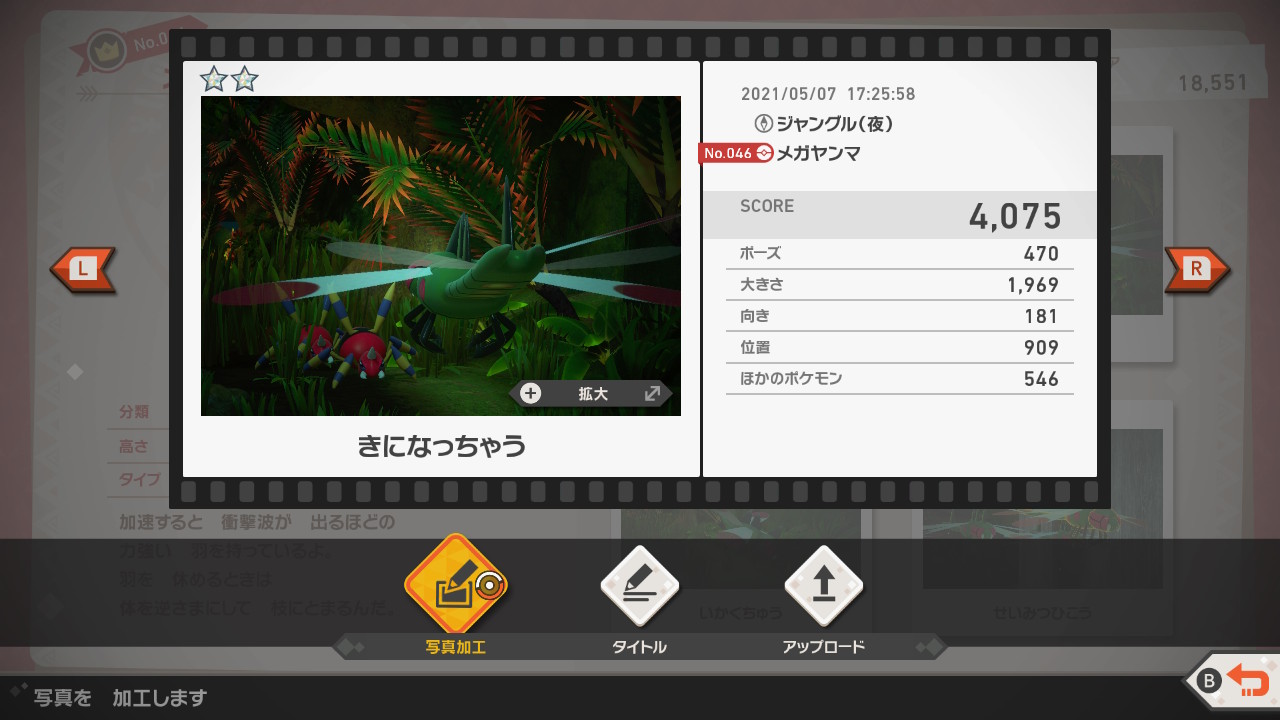 No.0
18,551
2021/05/07 17:25:58
ジャングル(夜)
No.046 メガヤンマ
SCORE 4,075
ポーズ 470
大きさ 1,969
向き 181
位置 909
ほかのポケモン 546
L
R
+ 拡大
きになっちゃう
分類
高さ
タイプ
加速すると 衝撃波が 出るほどの
力強い 羽を持っているよ。
羽を 休めるときは
体を逆さまにして 枝にとまるんだ。
いかくちゅう
せいみつひこう
写真加工
タイトル
アップロード
B
写真を 加工します